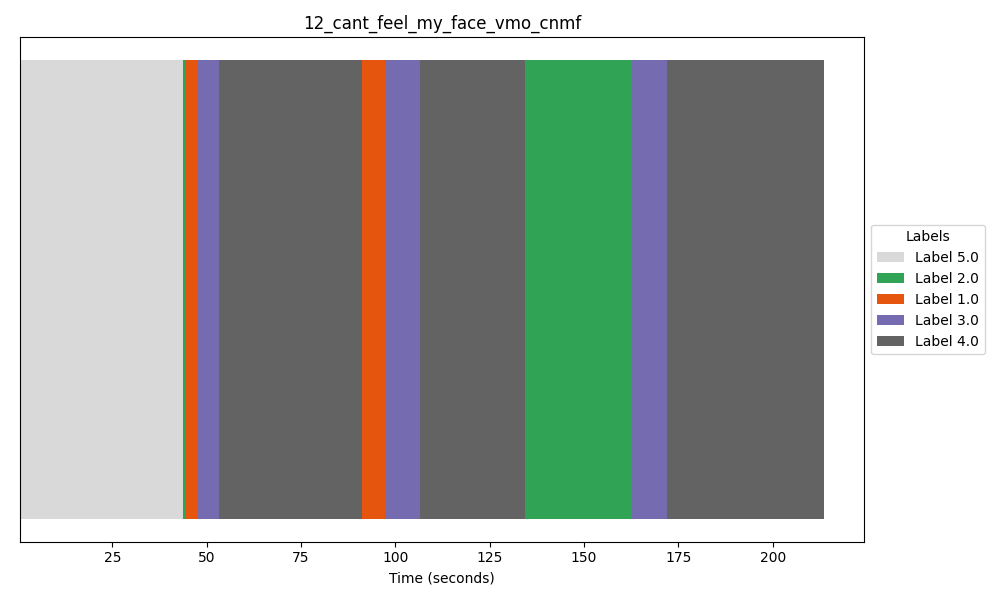 12_cant_feel_my_face_vmo_cnmf
Labels
Label 5.0
Label 2.0
Label 1.0
Label 3.0
Label 4.0
25 50 75 100 125 150 175 200
Time (seconds)